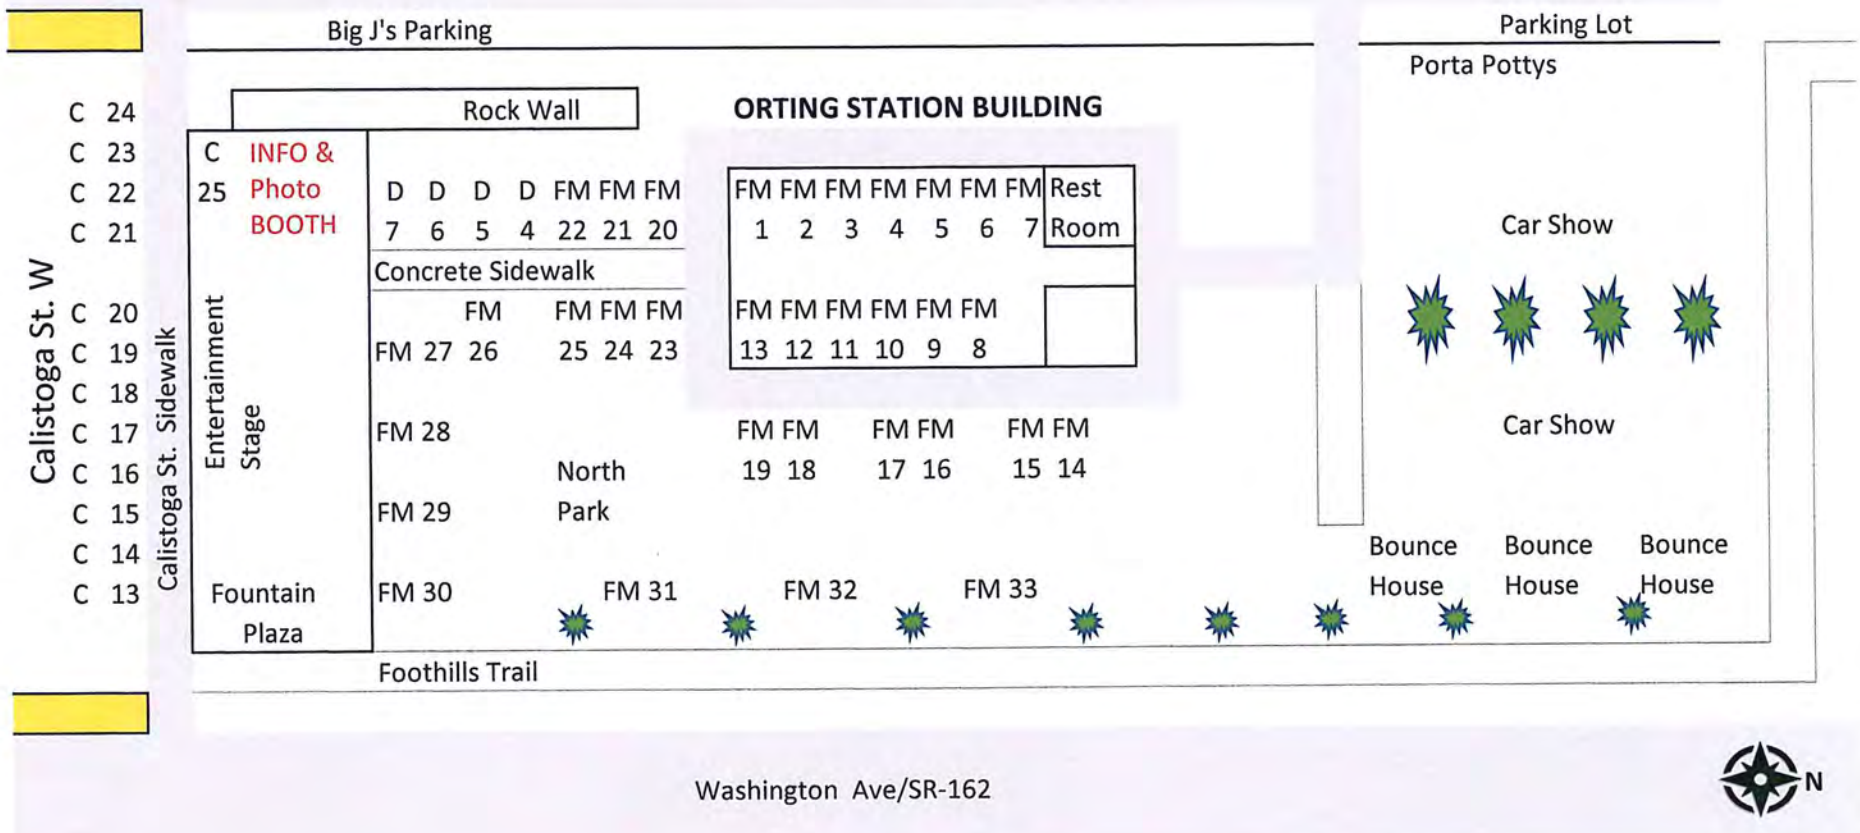 Big J's Parking
Parking Lot
Porta Pottys
C 24
Rock Wall
ORTING STATION BUILDING
C 23
C INFO &
C 22
25 Photo
D D D D FM FM FM
FM FM FM FM FM FM FM Rest
C 21
BOOTH
7 6 5 4 22 21 20
1 2 3 4 5 6 7 Room
Car Show
Concrete Sidewalk
Calistoga St. W
C 20
Calistoga St. Sidewalk
Entertainment
Stage
FM FM FM FM
FM FM FM FM FM FM
C 19
FM 27 26 25 24 23
13 12 11 10 9 8
C 18
C 17
FM 28
FM FM FM FM FM FM
Car Show
C 16
North
19 18 17 16 15 14
C 15
FM 29
Park
C 14
Bounce Bounce Bounce
C 13
Fountain
FM 30 FM 31 FM 32 FM 33
House House House
Plaza
Foothills Trail
Washington Ave/SR-162
N